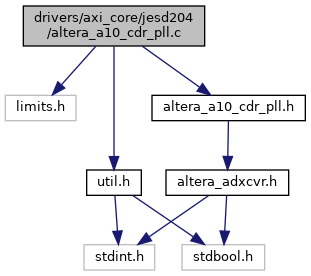 drivers/axi_core/jesd204
/altera_a10_cdr_pll.c
limits.h
altera_a10_cdr_pll.h
util.h
altera_adxcvr.h
stdint.h
stdbool.h